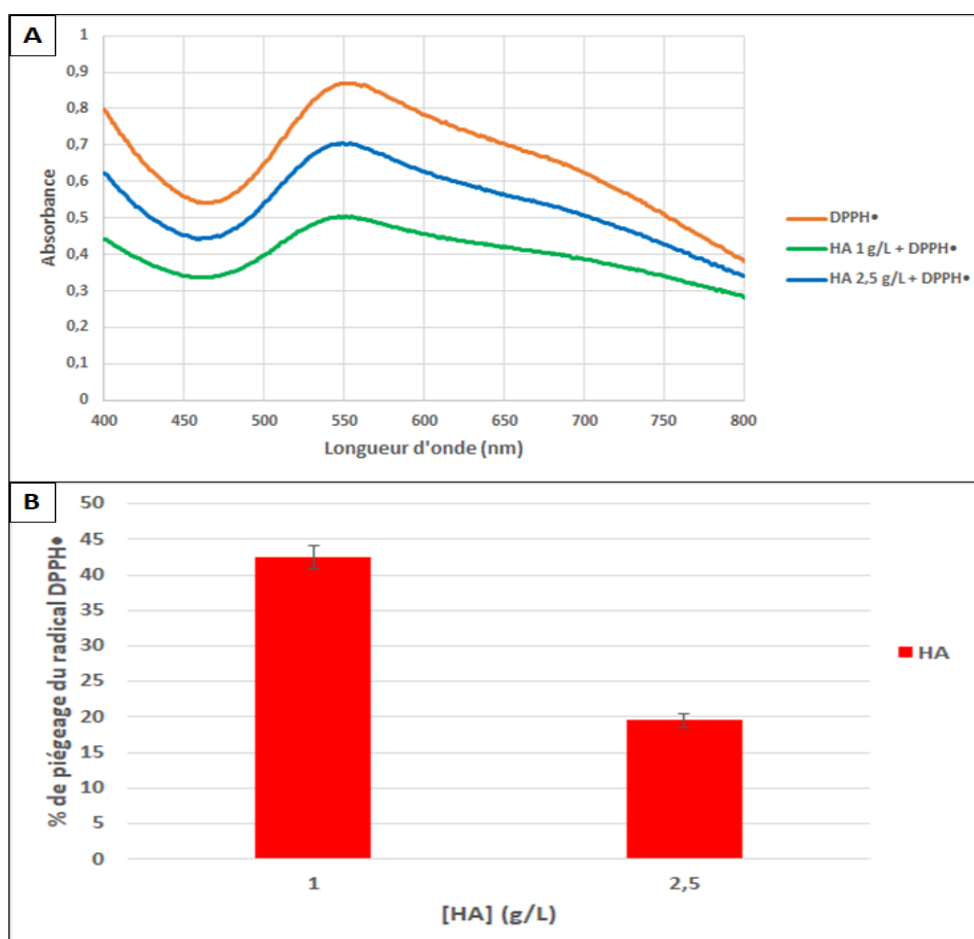 A
1
0,9
0,8
0,7
0,6
0,5
0,4
0,3
0,2
0,1
0
Absorbance
400 450 500 550 600 650 700 750 800
Longueur d'onde (nm)
DPPH•
HA 1 g/L + DPPH•
HA 2,5 g/L + DPPH•
B
50
45
40
35
30
25
20
15
10
5
0
% de piégeage du radical DPPH•
1 2,5
[HA] (g/L)
HA